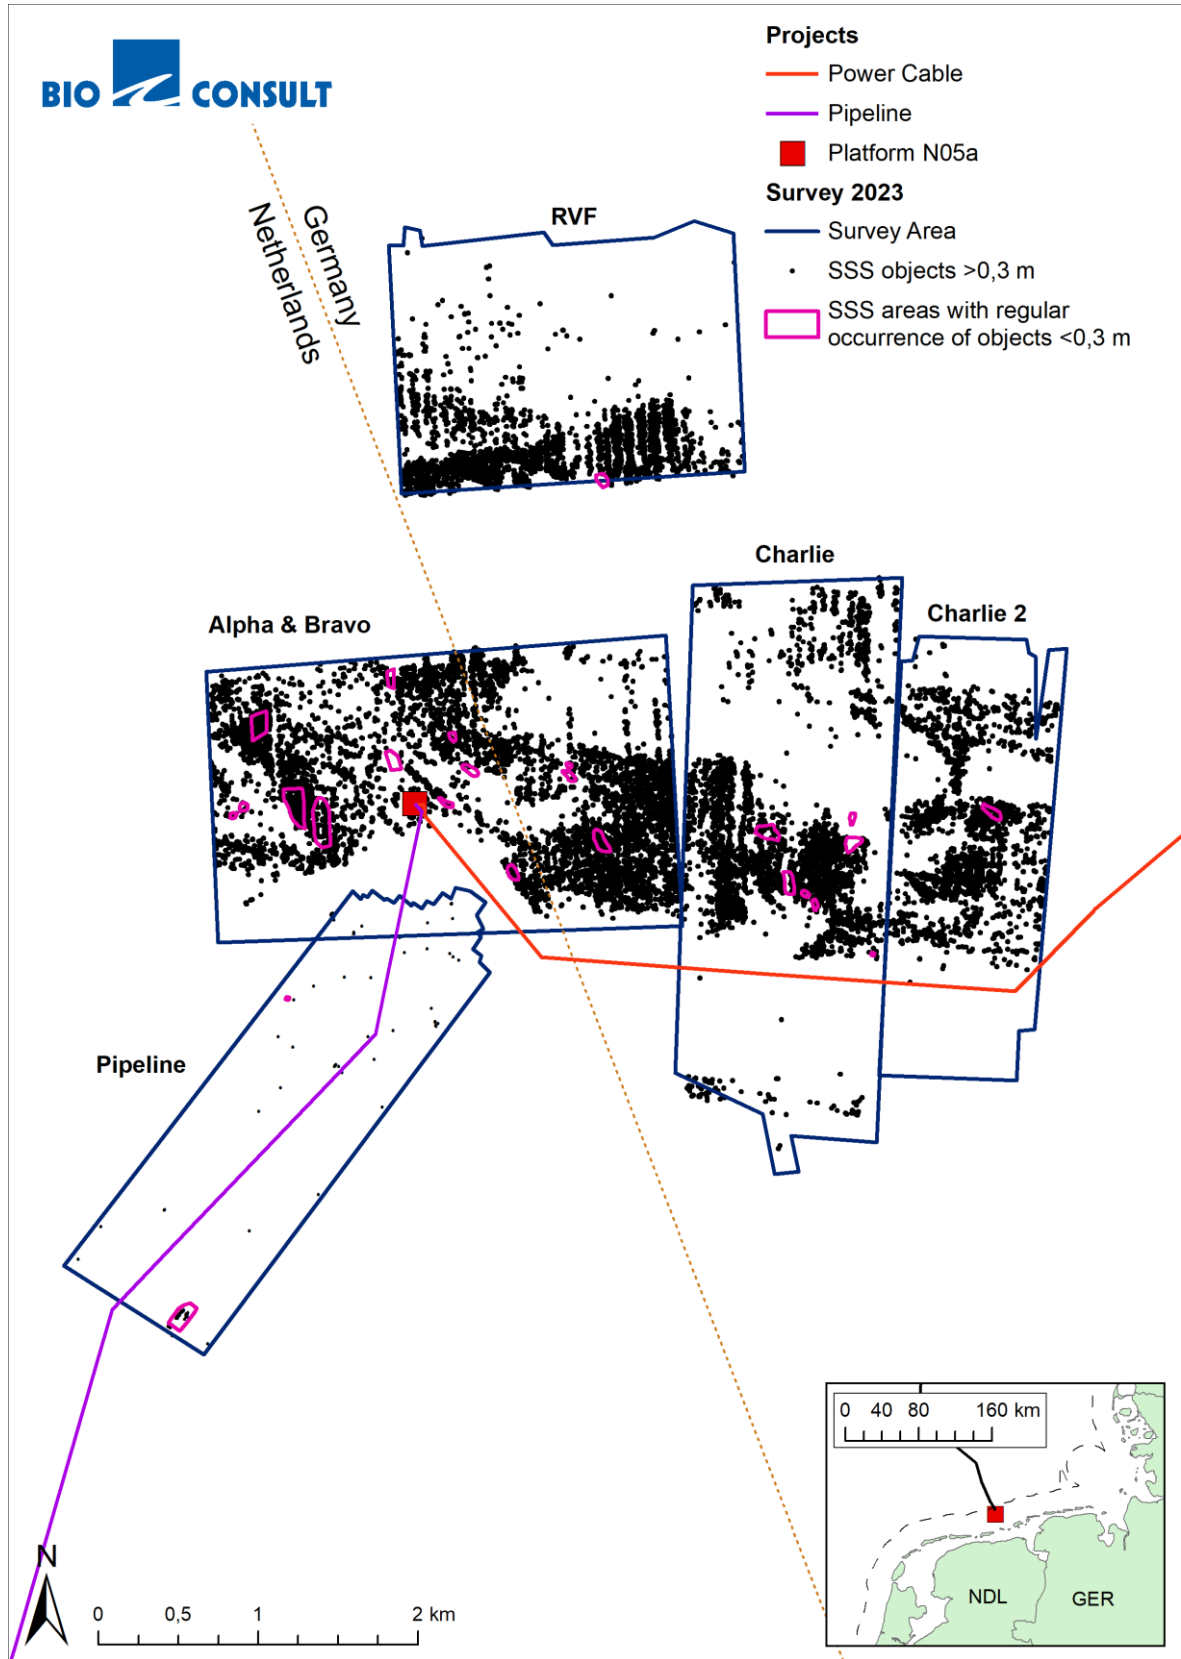 BIO CONSULT
Projects
Power Cable
Pipeline
Platform N05a
Survey 2023
Survey Area
SSS objects >0,3 m
SSS areas with regular
occurrence of objects <0,3 m
Germany
Netherlands
RVF
Charlie
Charlie 2
Alpha & Bravo
Pipeline
N
0 0,5 1 2 km
0 40 80 160 km
NDL
GER